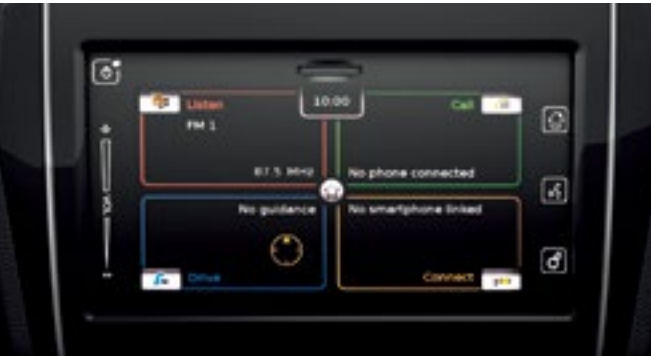 10:00
Listen
Call
FM 1
87.5 MHz
No phone connected
VOL
No guidance
No smartphone linked
Drive
Connect